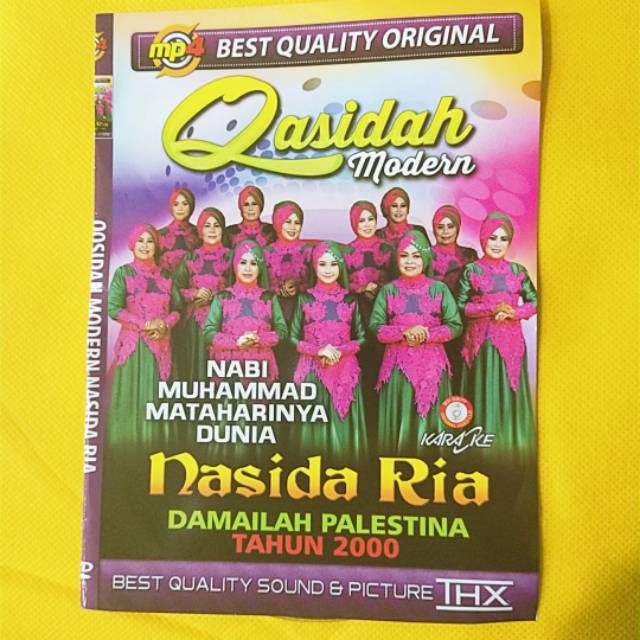 mp4 BEST QUALITY ORIGINAL
Qasidah
Modern
NABI
MUHAMMAD
MATAHARINYA
DUNIA
KARAOKE
Nasida Ria
DAMAILAH PALESTINA
TAHUN 2000
BEST QUALITY SOUND & PICTURE THX
QOSIDAH MODERN NASIDA RIA